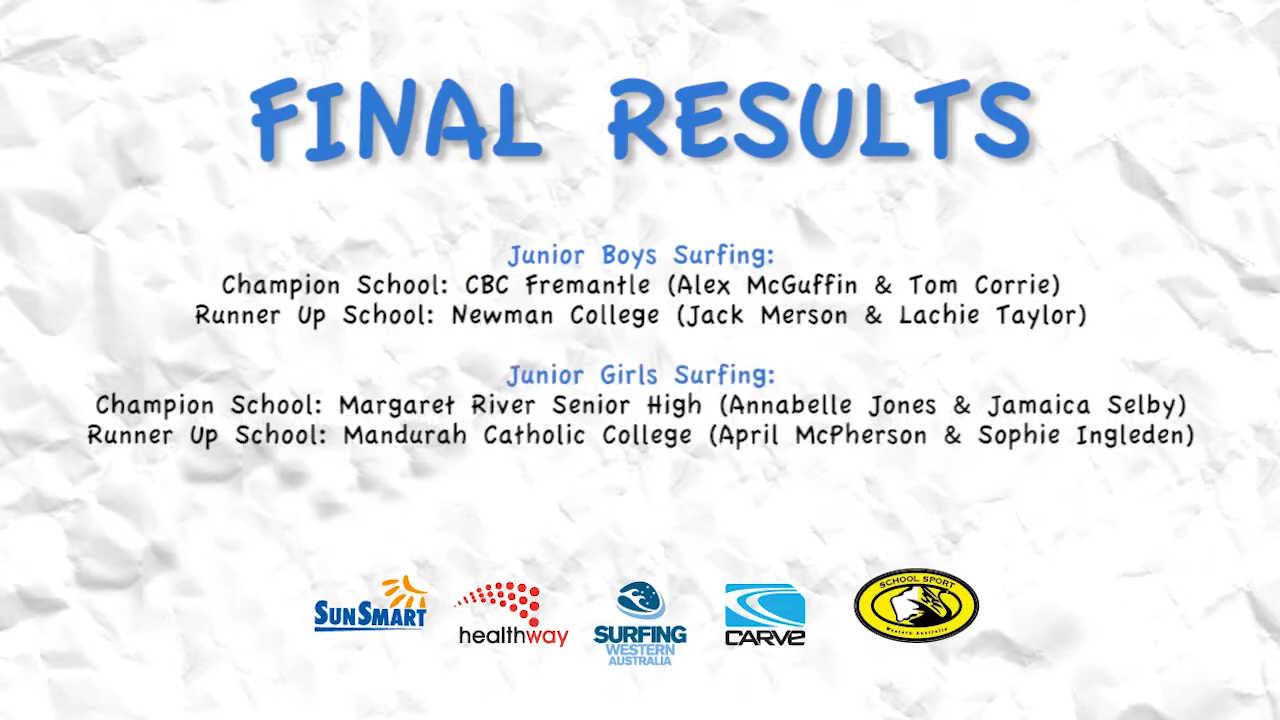 FINAL RESULTS
Junior Boys Surfing:
Champion School: CBC Fremantle (Alex McGuffin & Tom Corrie)
Runner Up School: Newman College (Jack Merson & Lachie Taylor)
Junior Girls Surfing:
Champion School: Margaret River Senior High (Annabelle Jones & Jamaica Selby)
Runner Up School: Mandurah Catholic College (April McPherson & Sophie Ingleden)
SUNSMART
healthway
SURFING
WESTERN
AUSTRALIA
CARVE
SCHOOL SPORT
Western Australia